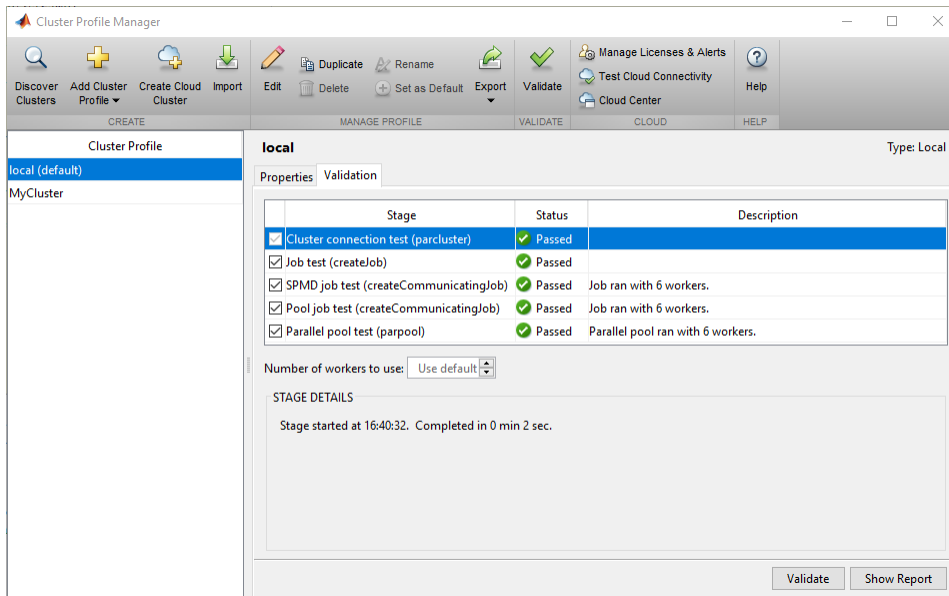 Cluster Profile Manager
Discover Clusters
Add Cluster Profile
Create Cloud Cluster
Import
CREATE
Edit
Duplicate
Delete
Rename
Set as Default
Export
MANAGE PROFILE
Validate
VALIDATE
Manage Licenses & Alerts
Test Cloud Connectivity
Cloud Center
CLOUD
Help
HELP
Cluster Profile
local (default)
MyCluster
local
Type: Local
Properties Validation
Stage Status Description
Cluster connection test (parcluster) Passed
Job test (createJob) Passed
SPMD job test (createCommunicatingJob) Passed Job ran with 6 workers.
Pool job test (createCommunicatingJob) Passed Job ran with 6 workers.
Parallel pool test (parpool) Passed Parallel pool ran with 6 workers.
Number of workers to use: Use default
STAGE DETAILS
Stage started at 16:40:32. Completed in 0 min 2 sec.
Validate Show Report